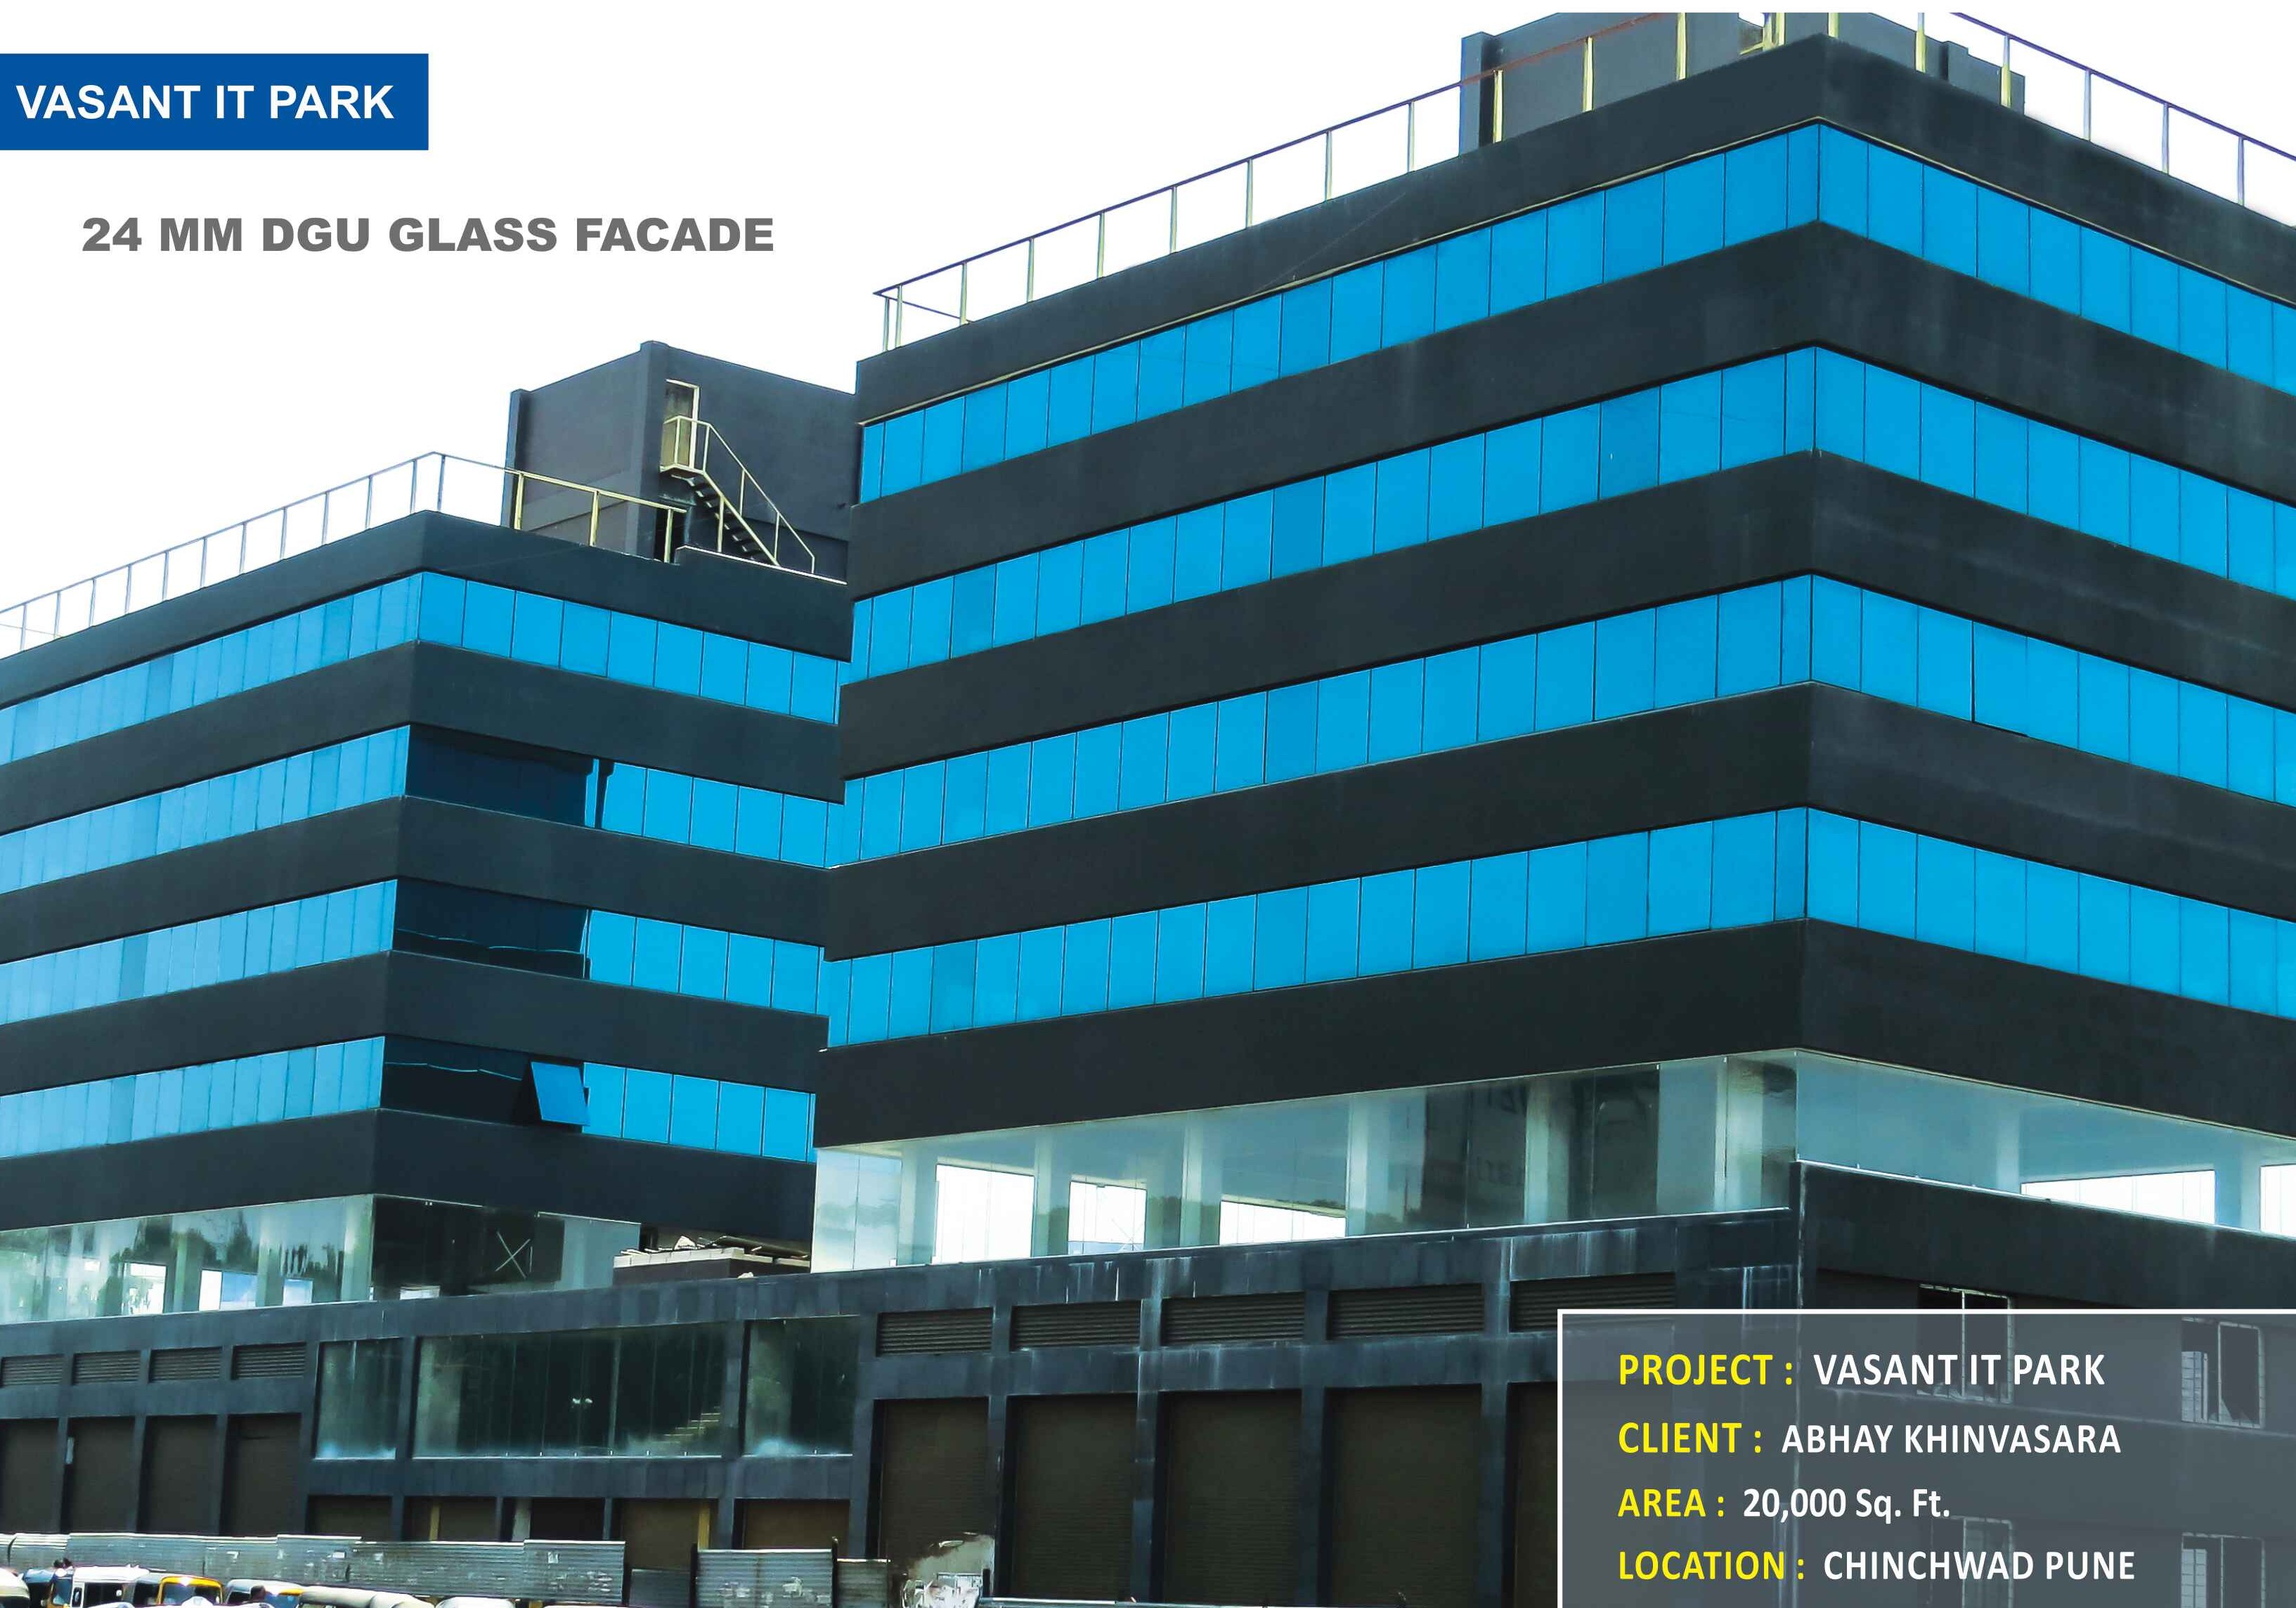 VASANT IT PARK
24 MM DGU GLASS FACADE
PROJECT : VASANT IT PARK
CLIENT : ABHAY KHINVASARA
AREA : 20,000 Sq. Ft.
LOCATION : CHINCHWAD PUNE